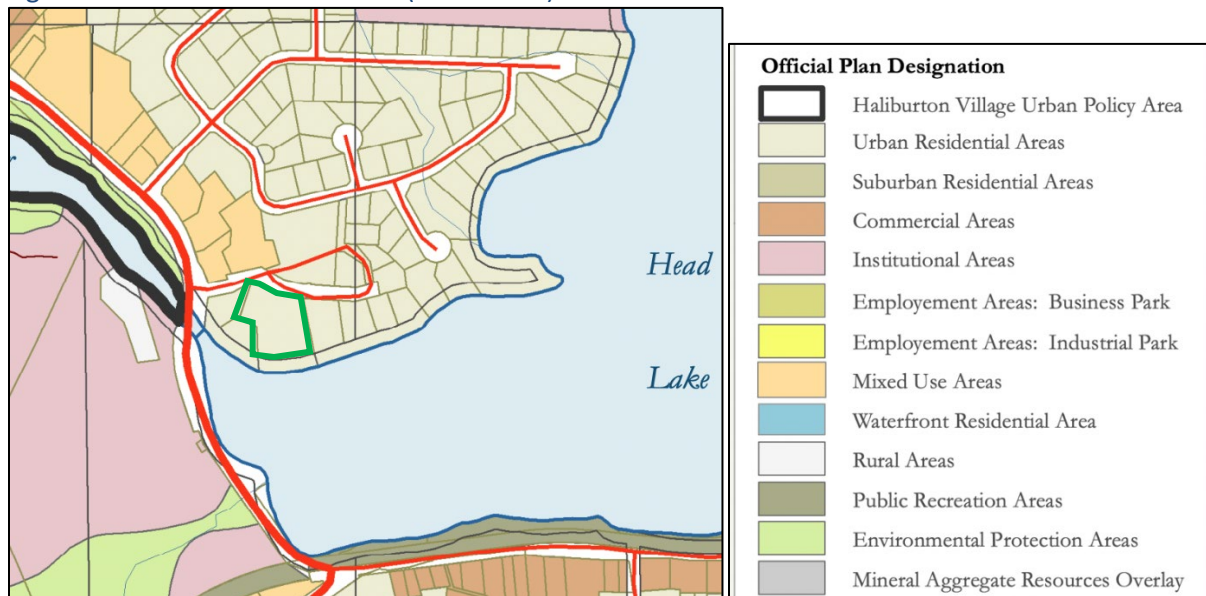 Head
Lake
Official Plan Designation
Haliburton Village Urban Policy Area
Urban Residential Areas
Suburban Residential Areas
Commercial Areas
Institutional Areas
Employement Areas: Business Park
Employement Areas: Industrial Park
Mixed Use Areas
Waterfront Residential Area
Rural Areas
Public Recreation Areas
Environmental Protection Areas
Mineral Aggregate Resources Overlay